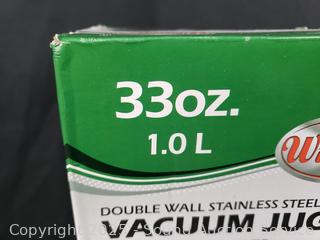 33oz.
1.0 L
DOUBLE WALL STAINLESS STEEL
VACUUM JUG
Copyright 2025 - Sound Auction Service